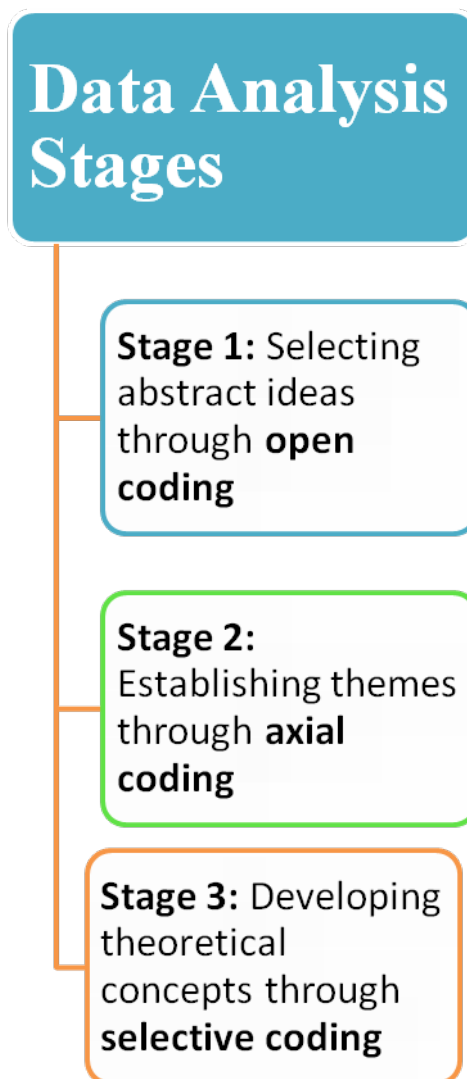 Data Analysis
Stages
Stage 1: Selecting
abstract ideas
through open
coding
Stage 2:
Establishing themes
through axial
coding
Stage 3: Developing
theoretical
concepts through
selective coding